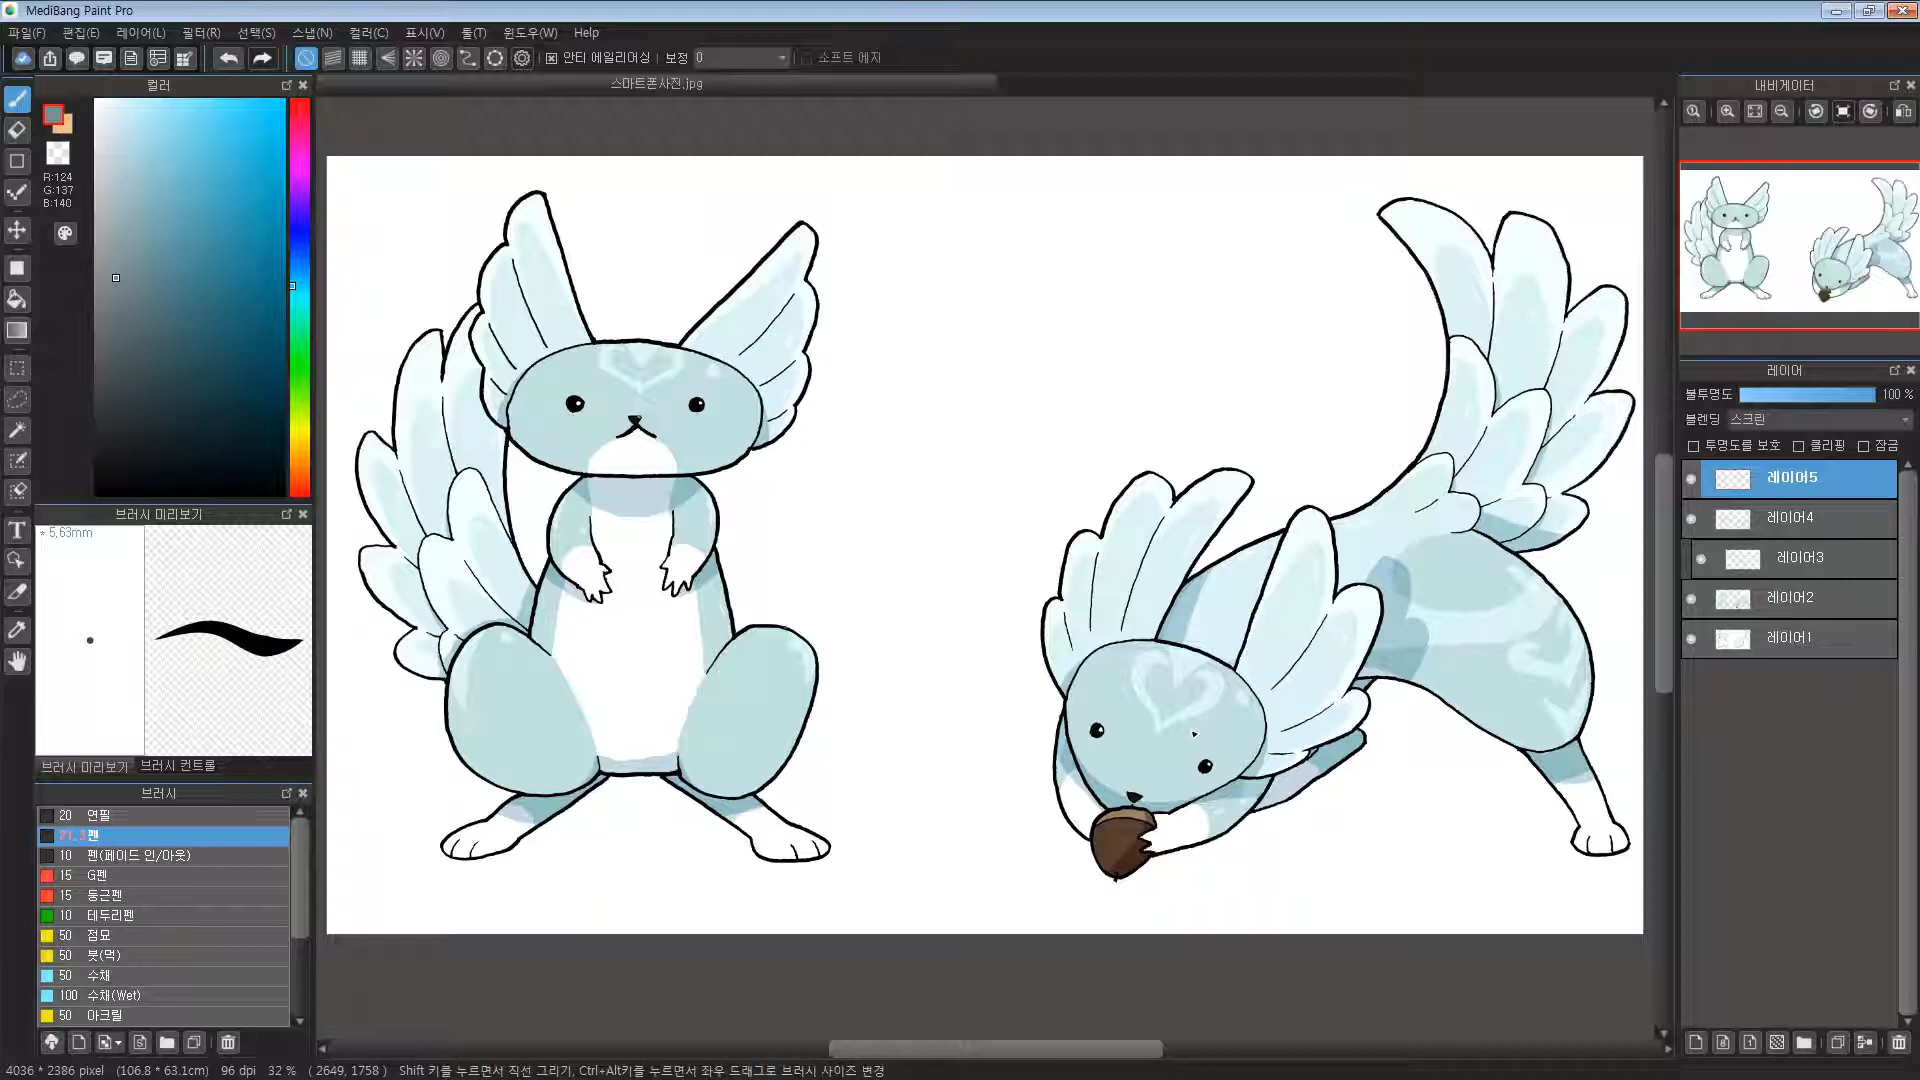 MediBang Paint Pro
파일(F) 편집(E) 레이어(L) 필터(R) 선택(S) 스냅(N) 컬러(C) 표시(V) 툴(T) 윈도우(W) Help
안티 에일리어싱 보정 0 소프트 에지
컬러
스마트폰사진.jpg
내비게이터
R:124
G:137
B:140
레이어
불투명도 100 %
블렌딩 스크린
투명도를 보호 클리핑 잠금
레이어5
레이어4
레이어3
레이어2
레이어1
브러시 미리보기
* 5,63mm
브러시 미리보기 브러시 컨트롤
브러시
20 연필
펜
10 펜(페이드 인/아웃)
15 G펜
15 둥근펜
10 테두리펜
50 점묘
50 붓(먹)
50 수채
100 수채(Wet)
50 아크릴
4036 * 2386 pixel (106.8 * 63.1cm) 96 dpi 32 % ( 2649, 1758 ) Shift 키를 누르면서 직선 그리기, Ctrl+Alt키를 누르면서 좌우 드래그로 브러시 사이즈 변경